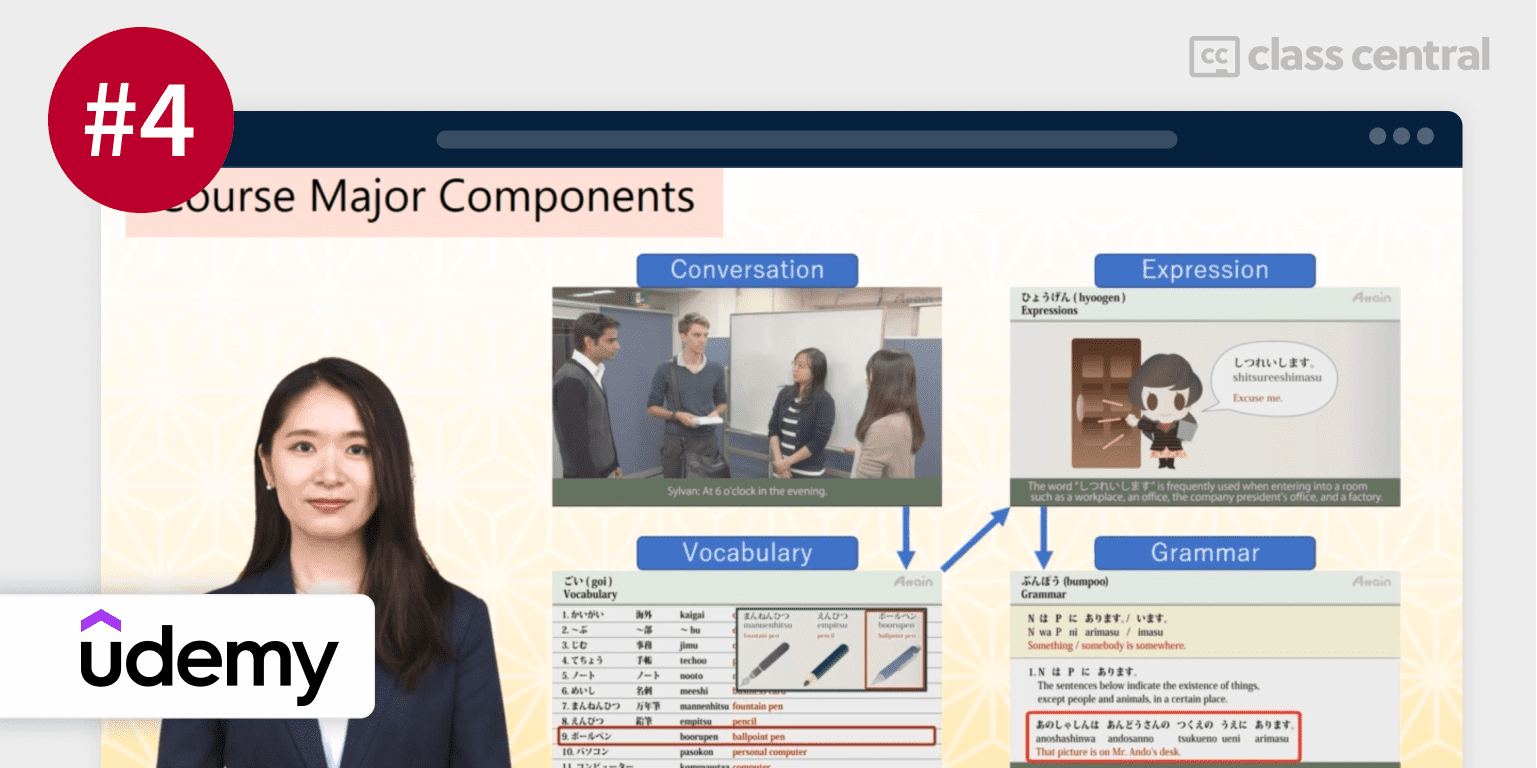 #4
class central
Course Major Components
Conversation
Attain
Sylvan: At 6 o'clock in the evening.
Expression
ひょうげん ( hyoogen )
Expressions
Attain
しつれいします。
shitsureeshimasu
Excuse me.
The word "しつれいします" is frequently used when entering into a room
such as a workplace, an office, the company president's office, and a factory.
Vocabulary
ごい ( goi )
Vocabulary
Attain
1. かいがい 海外 kaigai
2. ~ぶ ~部 ~ bu
3. じむ 事務 jimu
4. てちょう 手帳 techoo
5. ノート ノート nooto
6. めいし 名刺 meeshi business card
7. まんねんひつ 万年筆 mannenhitsu fountain pen
8. えんぴつ 鉛筆 empitsu pencil
9. ボールペン boorupen ballpoint pen
10. パソコン pasokon personal computer
11. コンピューター kompyuutaa computer
まんねんひつ えんぴつ ボールペン
mannenhitsu empitsu boorupen
fountain pen pencil ballpoint pen
Grammar
ぶんぽう (bumpoo)
Grammar
Attain
N は P に あります。/ います。
N wa P ni arimasu / imasu
Something / somebody is somewhere.
1. N は P に あります。
The sentences below indicate the existence of things,
except people and animals, in a certain place.
あのしゃしんは あんどうさんの つくえの うえに あります。
anoshashinwa andosanno tsukueno ueni arimasu
That picture is on Mr. Ando's desk.
udemy